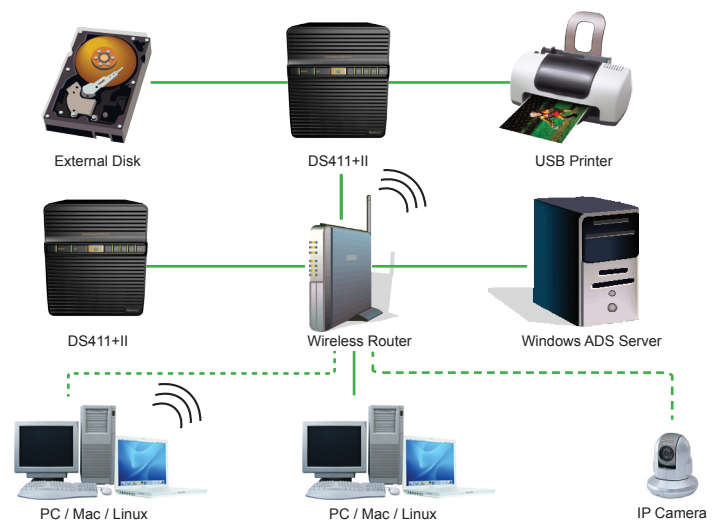 External Disk
DS411+II
USB Printer
DS411+II
Wireless Router
Windows ADS Server
PC / Mac / Linux
PC / Mac / Linux
IP Camera